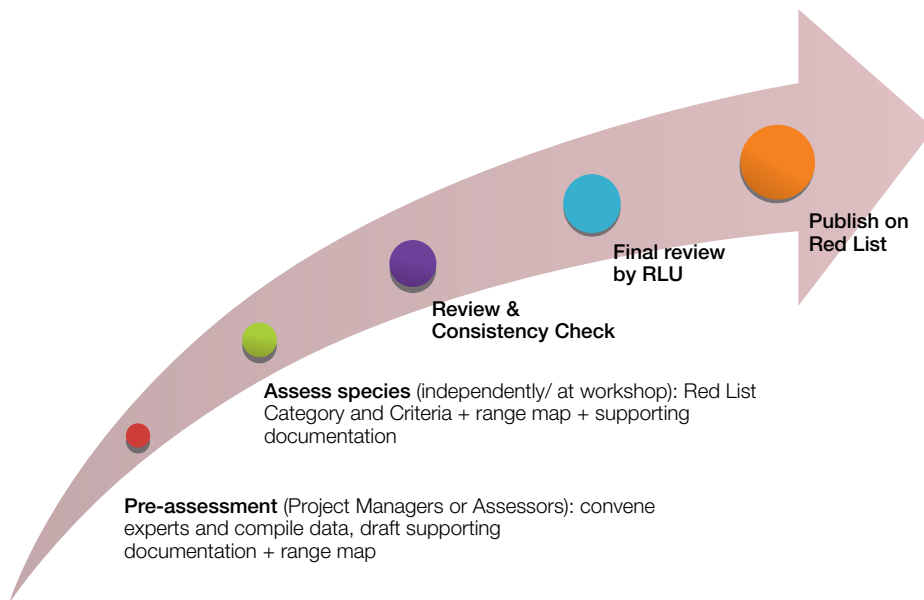 Publish on
Red List
Final review
by RLU
Review &
Consistency Check
Assess species (independently/ at workshop): Red List
Category and Criteria + range map + supporting
documentation
Pre-assessment (Project Managers or Assessors): convene
experts and compile data, draft supporting
documentation + range map